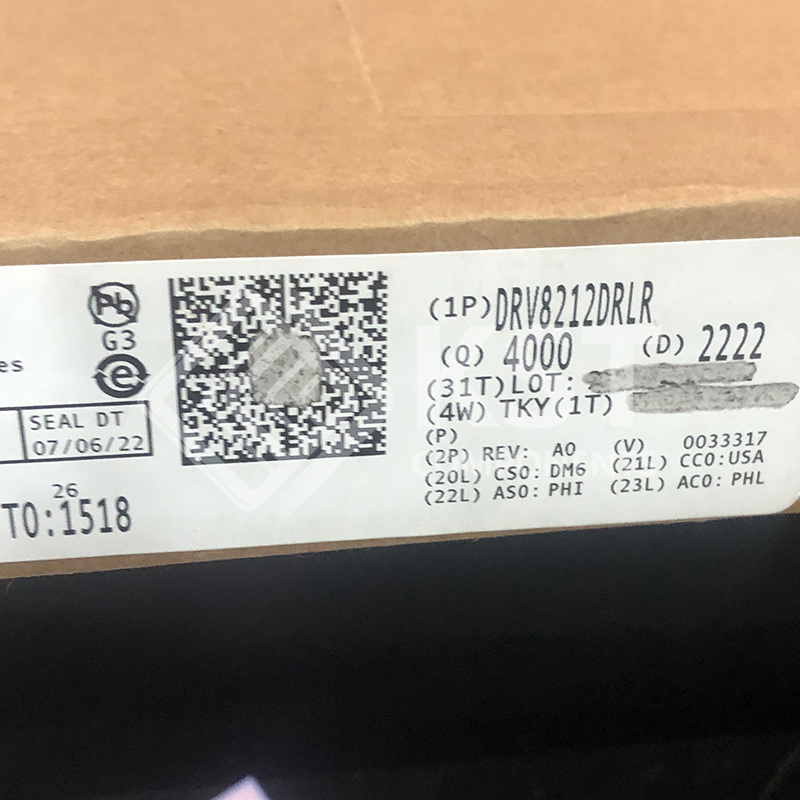 Pb
G3
e
es
SEAL DT
07/06/22
26
TO:1518
(1P)DRV8212DRLR
(Q) 4000 (D) 2222
(31T)LOT:
(4W) TKY(1T)
(P)
(2P) REV: A0 (V) 0033317
(20L) CSO: DM6 (21L) CCO:USA
(22L) ASO: PHI (23L) ACO: PHL